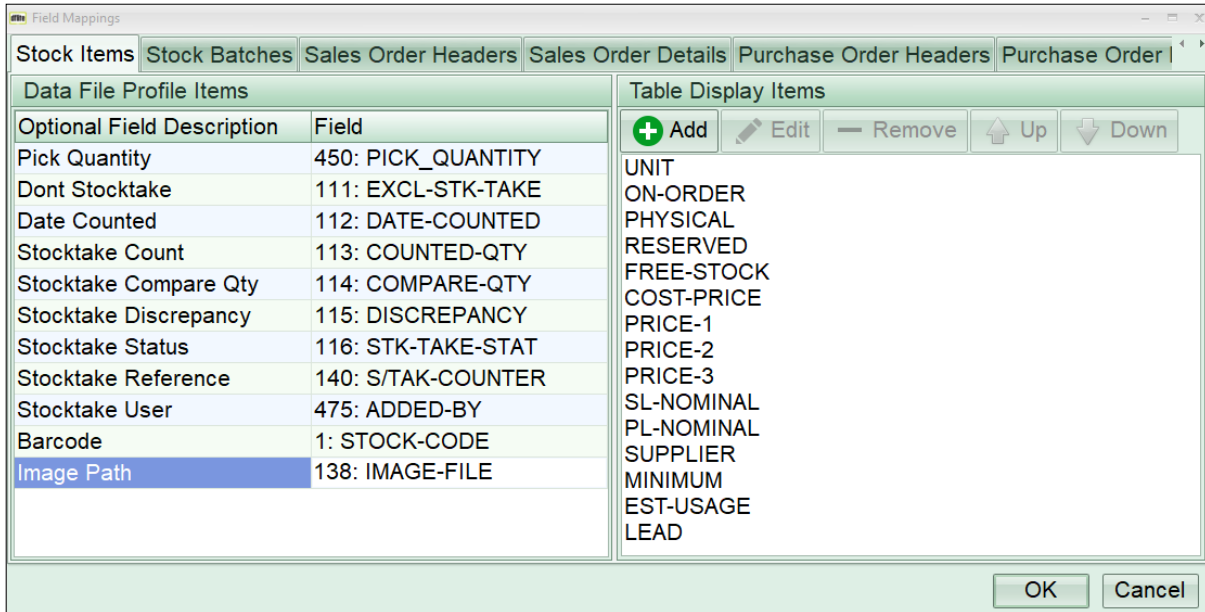 Field Mappings
Stock Items Stock Batches Sales Order Headers Sales Order Details Purchase Order Headers Purchase Order
Data File Profile Items
Optional Field Description Field
Pick Quantity 450: PICK_QUANTITY
Dont Stocktake 111: EXCL-STK-TAKE
Date Counted 112: DATE-COUNTED
Stocktake Count 113: COUNTED-QTY
Stocktake Compare Qty 114: COMPARE-QTY
Stocktake Discrepancy 115: DISCREPANCY
Stocktake Status 116: STK-TAKE-STAT
Stocktake Reference 140: S/TAK-COUNTER
Stocktake User 475: ADDED-BY
Barcode 1: STOCK-CODE
Image Path 138: IMAGE-FILE
Table Display Items
Add Edit Remove Up Down
UNIT
ON-ORDER
PHYSICAL
RESERVED
FREE-STOCK
COST-PRICE
PRICE-1
PRICE-2
PRICE-3
SL-NOMINAL
PL-NOMINAL
SUPPLIER
MINIMUM
EST-USAGE
LEAD
OK Cancel